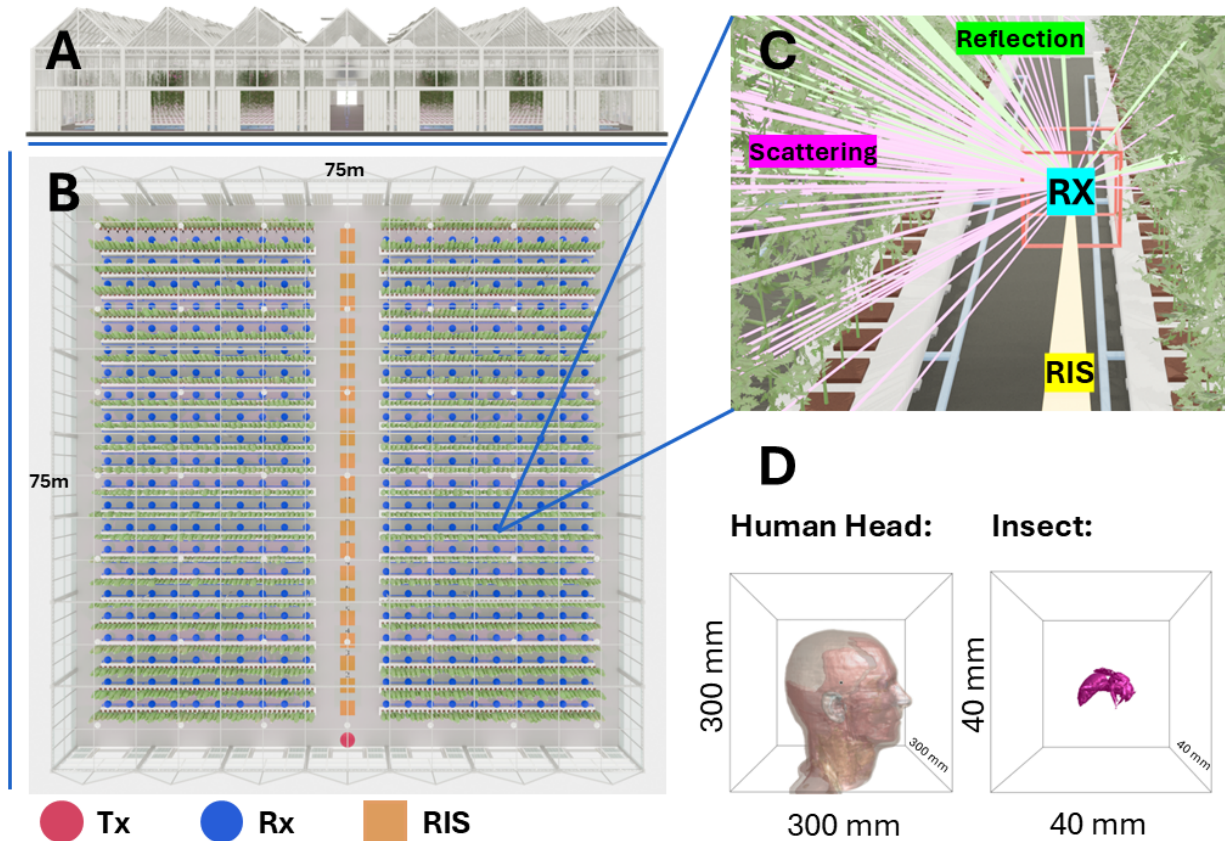 A
75m
B
75m
Tx
Rx
RIS
C
Reflection
Scattering
RX
RIS
D
Human Head:
Insect:
300 mm
300 mm
300 mm
40 mm
40 mm
40 mm